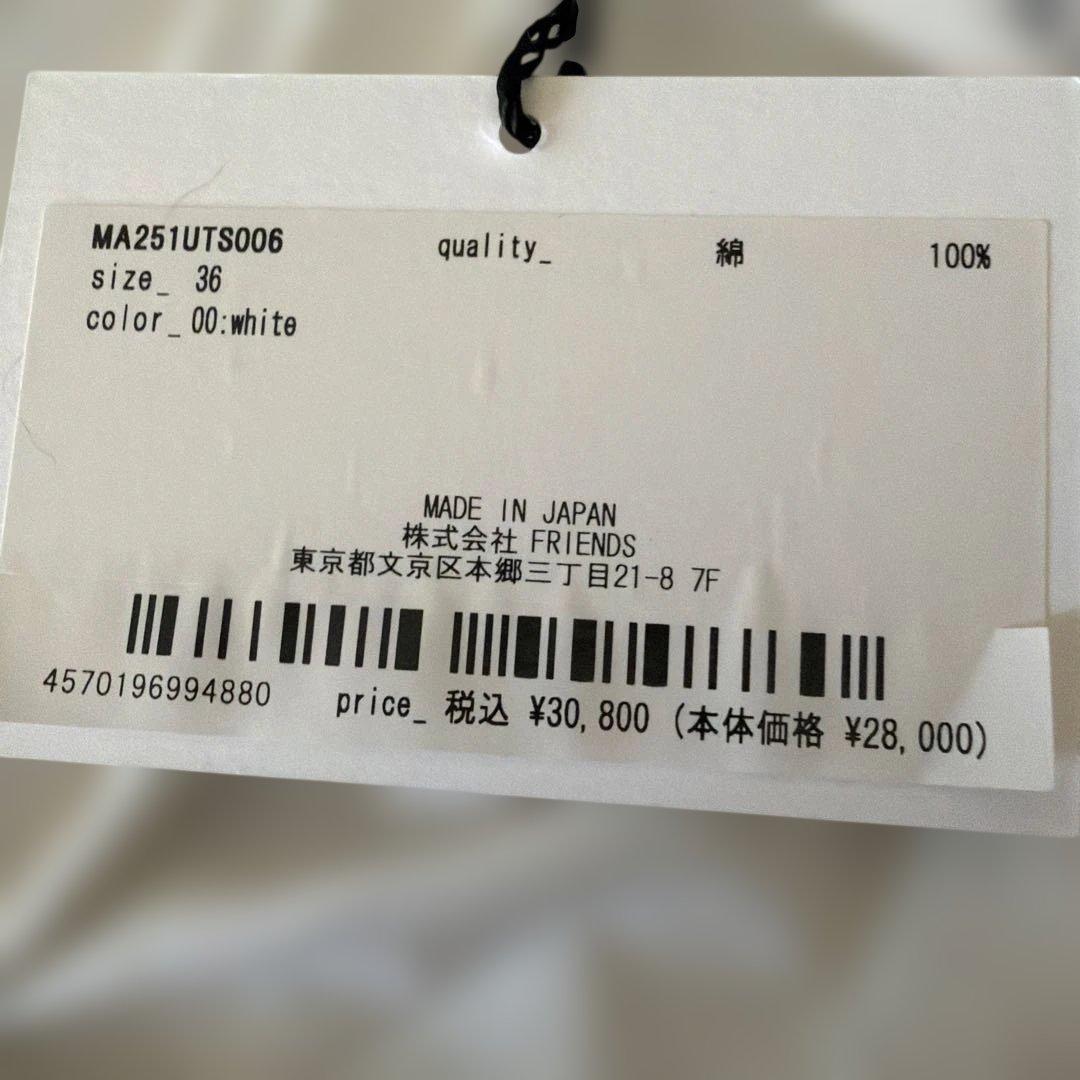 MA251UTS006 quality_ 綿 100%
size_ 36
color_00:white
MADE IN JAPAN
株式会社 FRIENDS
東京都文京区本郷三丁目21-8 7F
4570196994880 price_ 税込 ¥30,800 (本体価格 ¥28,000)